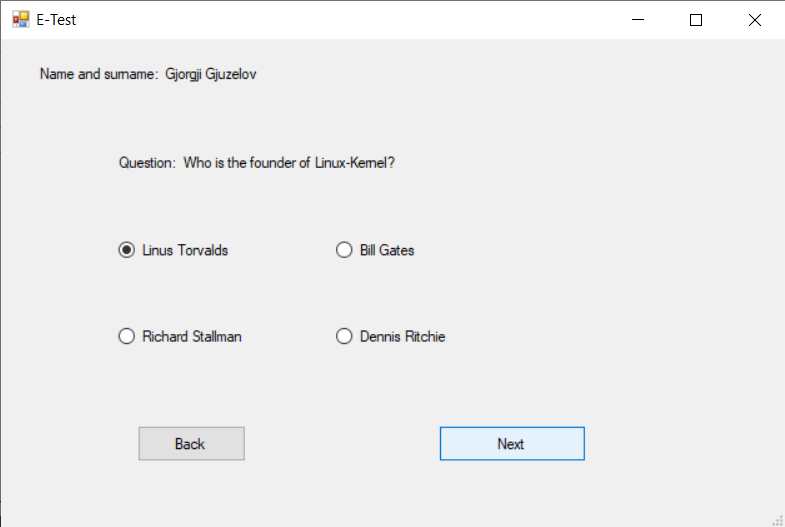 E-Test
Name and surname: Gjorgji Gjuzelov
Question: Who is the founder of Linux-Kernel?
Linus Torvalds Bill Gates
Richard Stallman Dennis Ritchie
Back Next